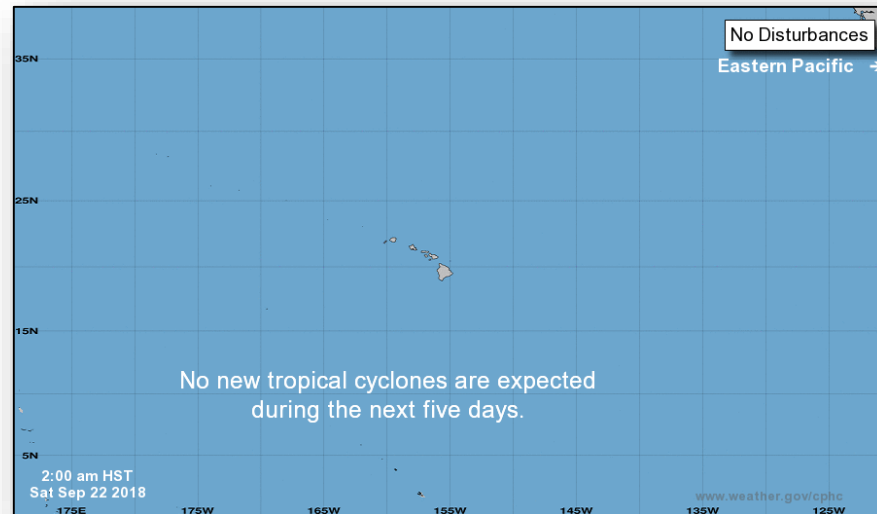 No Disturbances
Eastern Pacific →
35N
25N
15N
No new tropical cyclones are expected
during the next five days.
5N
2:00 am HST
Sat Sep 22 2018
www.weather.gov/cphc
175E 175W 165W 155W 145W 135W 125W